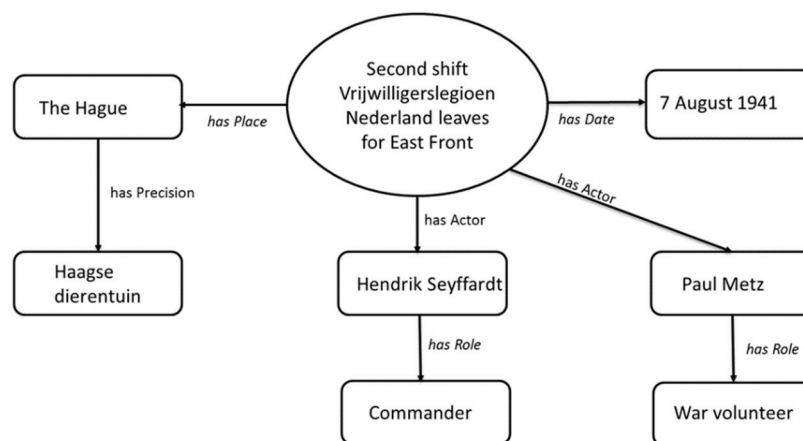 Second shift
Vrijwilligerslegioen
Nederland leaves
for East Front
The Hague
has Place
has Date
7 August 1941
has Precision
has Actor
has Actor
Haagse
dierentuin
Hendrik Seyffardt
Paul Metz
has Role
has Role
Commander
War volunteer